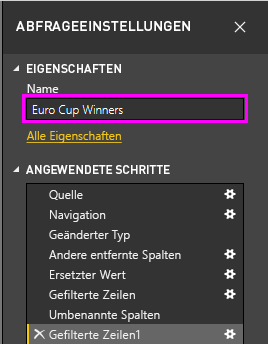 ABFRAGEEINSTELLUNGEN
EIGENSCHAFTEN
Name
Euro Cup Winners
Alle Eigenschaften
ANGEWENDETE SCHRITTE
Quelle
Navigation
Geänderter Typ
Andere entfernte Spalten
Ersetzter Wert
Gefilterte Zeilen
Umbenannte Spalten
Gefilterte Zeilen1